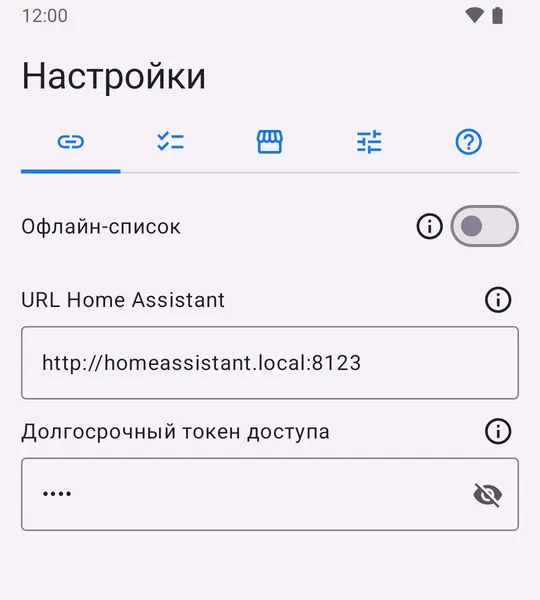 12:00
Настройки
Офлайн-список
URL Home Assistant
http://homeassistant.local:8123
Долгосрочный токен доступа
••••